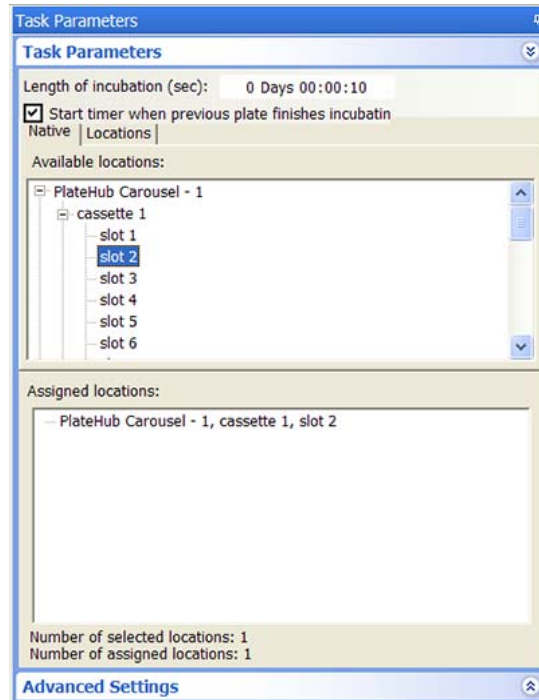 Task Parameters
Task Parameters
Length of incubation (sec): 0 Days 00:00:10
Start timer when previous plate finishes incubatin
Native Locations
Available locations:
PlateHub Carousel - 1
cassette 1
slot 1
slot 2
slot 3
slot 4
slot 5
slot 6
Assigned locations:
PlateHub Carousel - 1, cassette 1, slot 2
Number of selected locations: 1
Number of assigned locations: 1
Advanced Settings